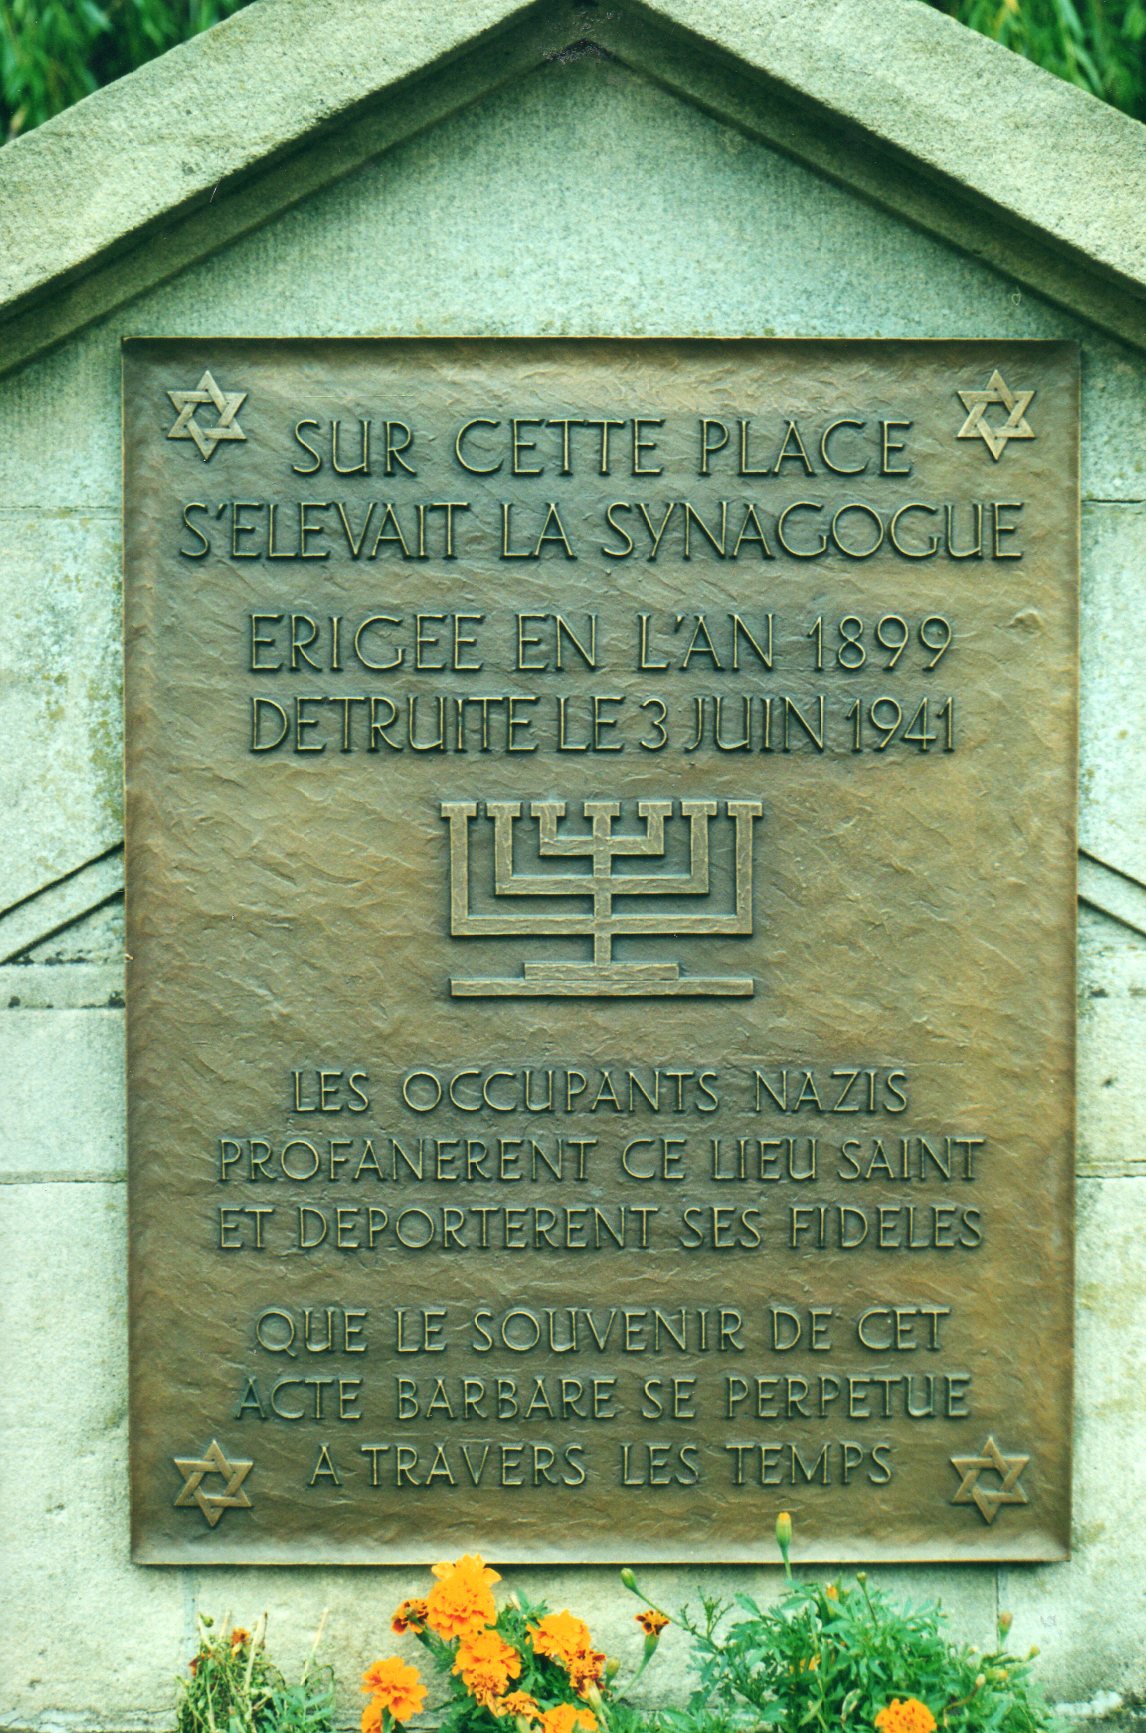 SUR CETTE PLACE
S'ELEVAIT LA SYNAGOGUE
ERIGEE EN L'AN 1899
DETRUITE LE 3 JUIN 1941
LES OCCUPANTS NAZIS
PROFANERENT CE LIEU SAINT
ET DEPORTERENT SES FIDELES
QUE LE SOUVENIR DE CET
ACTE BARBARE SE PERPETUE
A TRAVERS LES TEMPS